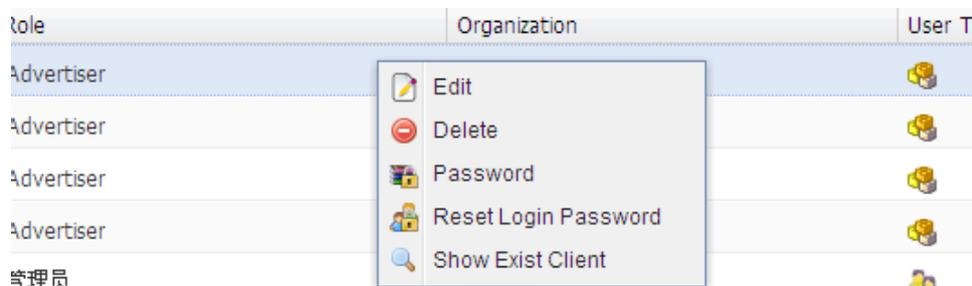 Role Organization User T
Advertiser
Edit
Advertiser
Delete
Advertiser
Password
Advertiser
Reset Login Password
管理员
Show Exist Client